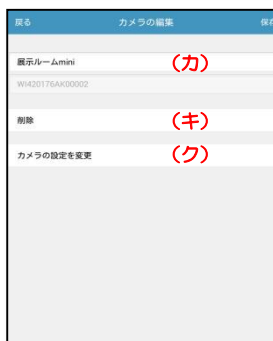 戻る カメラの編集 保存
展示ルームmini (カ)
WI420176AK00002
削除 (キ)
カメラの設定を変更 (ク)